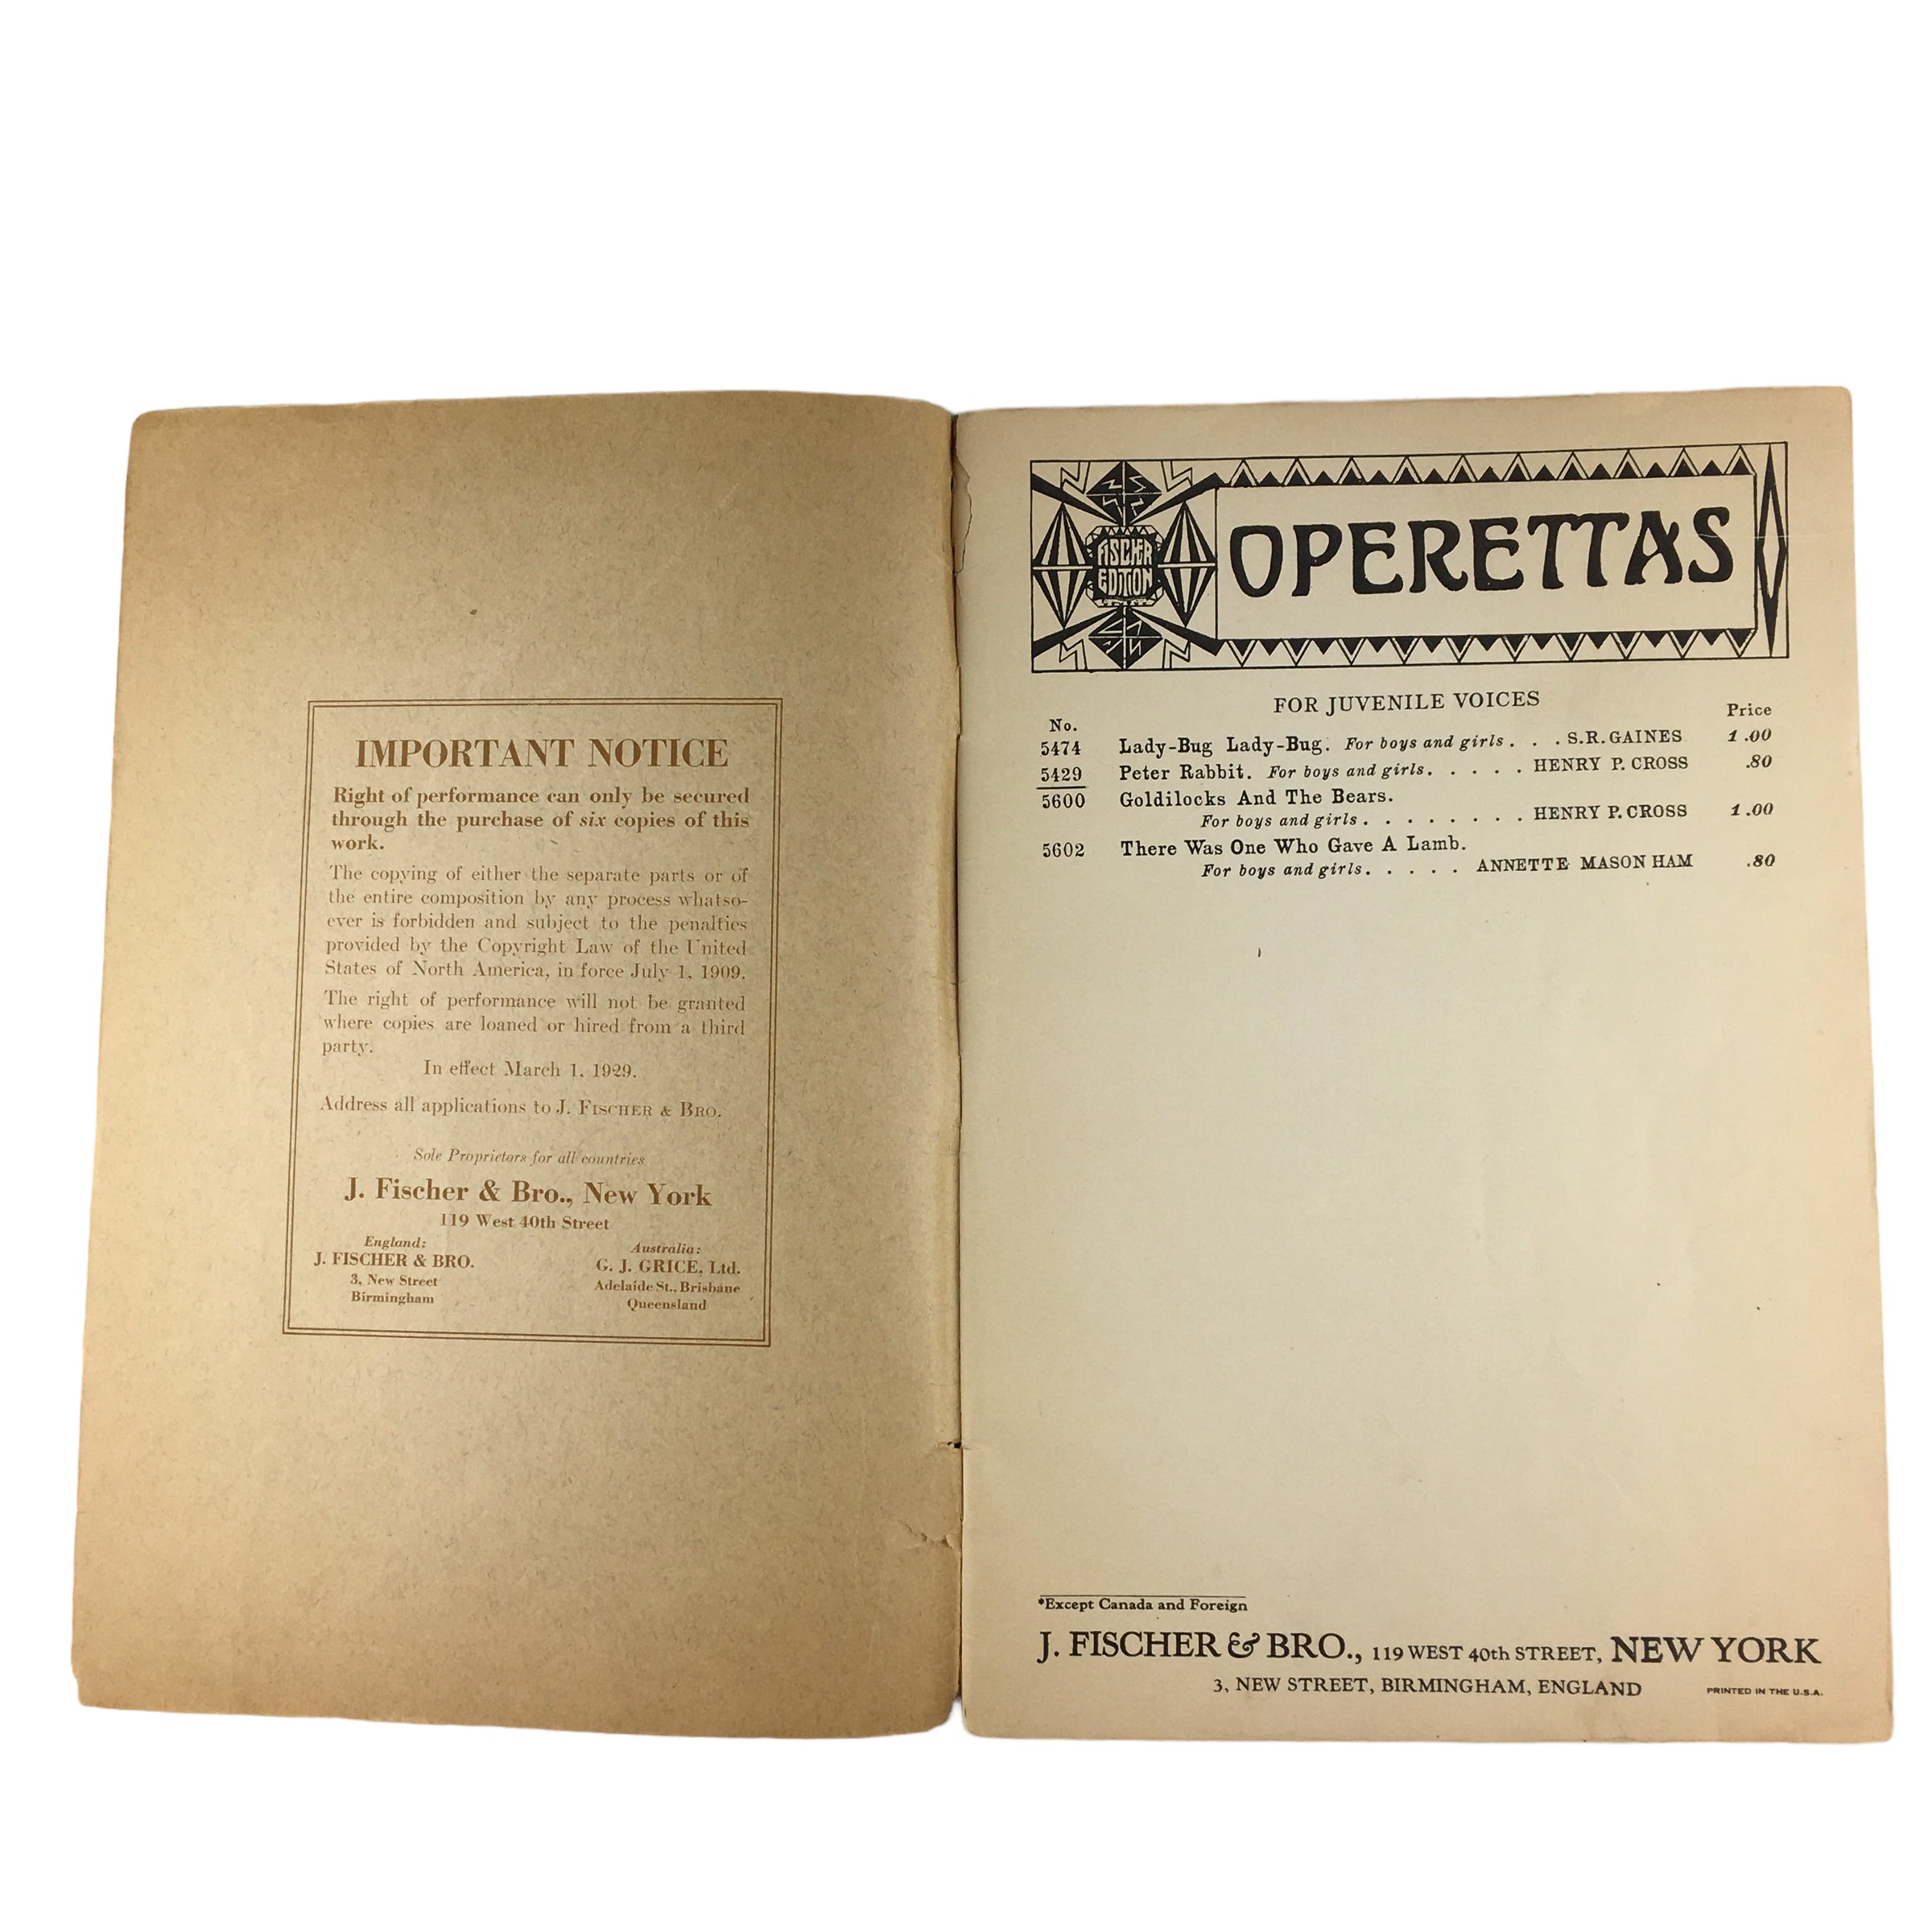 IMPORTANT NOTICE
Right of performance can only be secured
through the purchase of six copies of this
work.
The copying of either the separate parts or of
the entire composition by any process whatso-
ever is forbidden and subject to the penalties
provided by the Copyright Law of the United
States of North America, in force July 1, 1909.
The right of performance will not be granted
where copies are loaned or hired from a third
party.
In effect March 1, 1929.
Address all applications to J. FISCHER & BRO.
Sole Proprietors for all countries
J. Fischer & Bro., New York
119 West 40th Street
England:
J. FISCHER & BRO.
3, New Street
Birmingham
Australia:
G. J. GRICE, Ltd.
Adelaide St., Brisbane
Queensland
FISCHER
EDITION
OPERETTAS
FOR JUVENILE VOICES
No. Price
5474 Lady-Bug Lady-Bug. For boys and girls . . . S.R. GAINES 1.00
5429 Peter Rabbit. For boys and girls . . . . . HENRY P. CROSS .80
5600 Goldilocks And The Bears.
For boys and girls . . . . . . . . HENRY P. CROSS 1.00
5602 There Was One Who Gave A Lamb.
For boys and girls . . . . . ANNETTE MASON HAM .80
*Except Canada and Foreign
J. FISCHER & BRO., 119 WEST 40th STREET, NEW YORK
3, NEW STREET, BIRMINGHAM, ENGLAND PRINTED IN THE U.S.A.